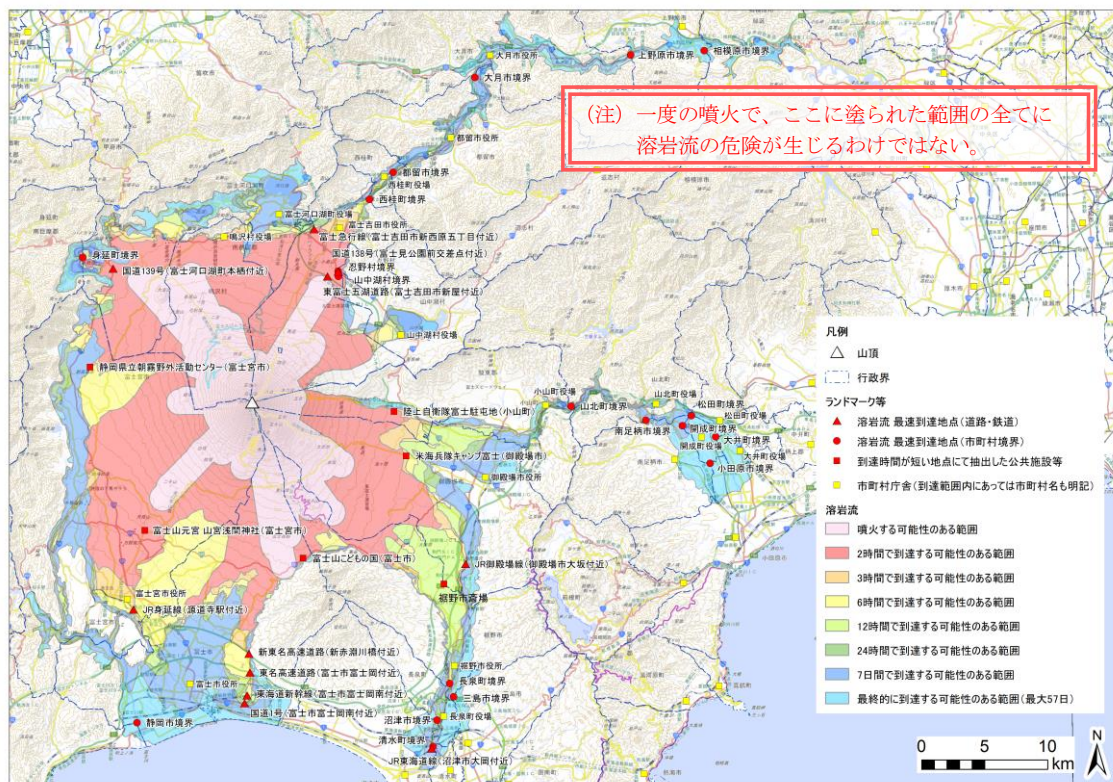 大月市役所
大月市境界
上野原市境界
相模原市境界
(注) 一度の噴火で、ここに塗られた範囲の全てに
溶岩流の危険が生じるわけではない。
都留市役所
都留市境界
西桂町役場
西桂町境界
富士河口湖町役場
富士吉田市役所
鳴沢村役場
富士急行線(富士吉田市新西原五丁目付近)
国道138号(富士見公園前交差点付近)
身延町境界
忍野村境界
国道139号(富士河口湖町本栖付近)
山中湖村境界
東富士五湖道路(富士吉田市新屋付近)
山中湖村役場
静岡県立朝霧野外活動センター(富士宮市)
小山町役場
山北町境界
山北町役場
陸上自衛隊富士駐屯地(小山町)
松田町境界
松田町役場
南足柄市境界
開成町境界
大井町境界
開成町役場
大井町役場
小田原市境界
米海兵隊キャンプ富士(御殿場市)
御殿場市役所
富士山元宮 山宮浅間神社(富士宮市)
富士山こどもの国(富士市)
JR御殿場線(御殿場市大坂付近)
裾野市斎場
富士宮市役所
JR身延線(源道寺駅付近)
新東名高速道路(新赤淵川橋付近)
裾野市役所
東名高速道路(富士市富士岡付近)
富士市役所
長泉町境界
東海道新幹線(富士市富士岡南付近)
三島市境界
国道1号(富士市富士岡南付近)
静岡市境界
沼津市境界
長泉町役場
清水町境界
JR東海道線(沼津市大岡付近)
凡例
山頂
行政界
ランドマーク等
溶岩流 最速到達地点(道路・鉄道)
溶岩流 最速到達地点(市町村境界)
到達時間が短い地点にて抽出した公共施設等
市町村庁舎(到達範囲内にあっては市町村名も明記)
溶岩流
噴火する可能性のある範囲
2時間で到達する可能性のある範囲
3時間で到達する可能性のある範囲
6時間で到達する可能性のある範囲
12時間で到達する可能性のある範囲
24時間で到達する可能性のある範囲
7日間で到達する可能性のある範囲
最終的に到達する可能性のある範囲(最大57日)
0 5 10
km
N